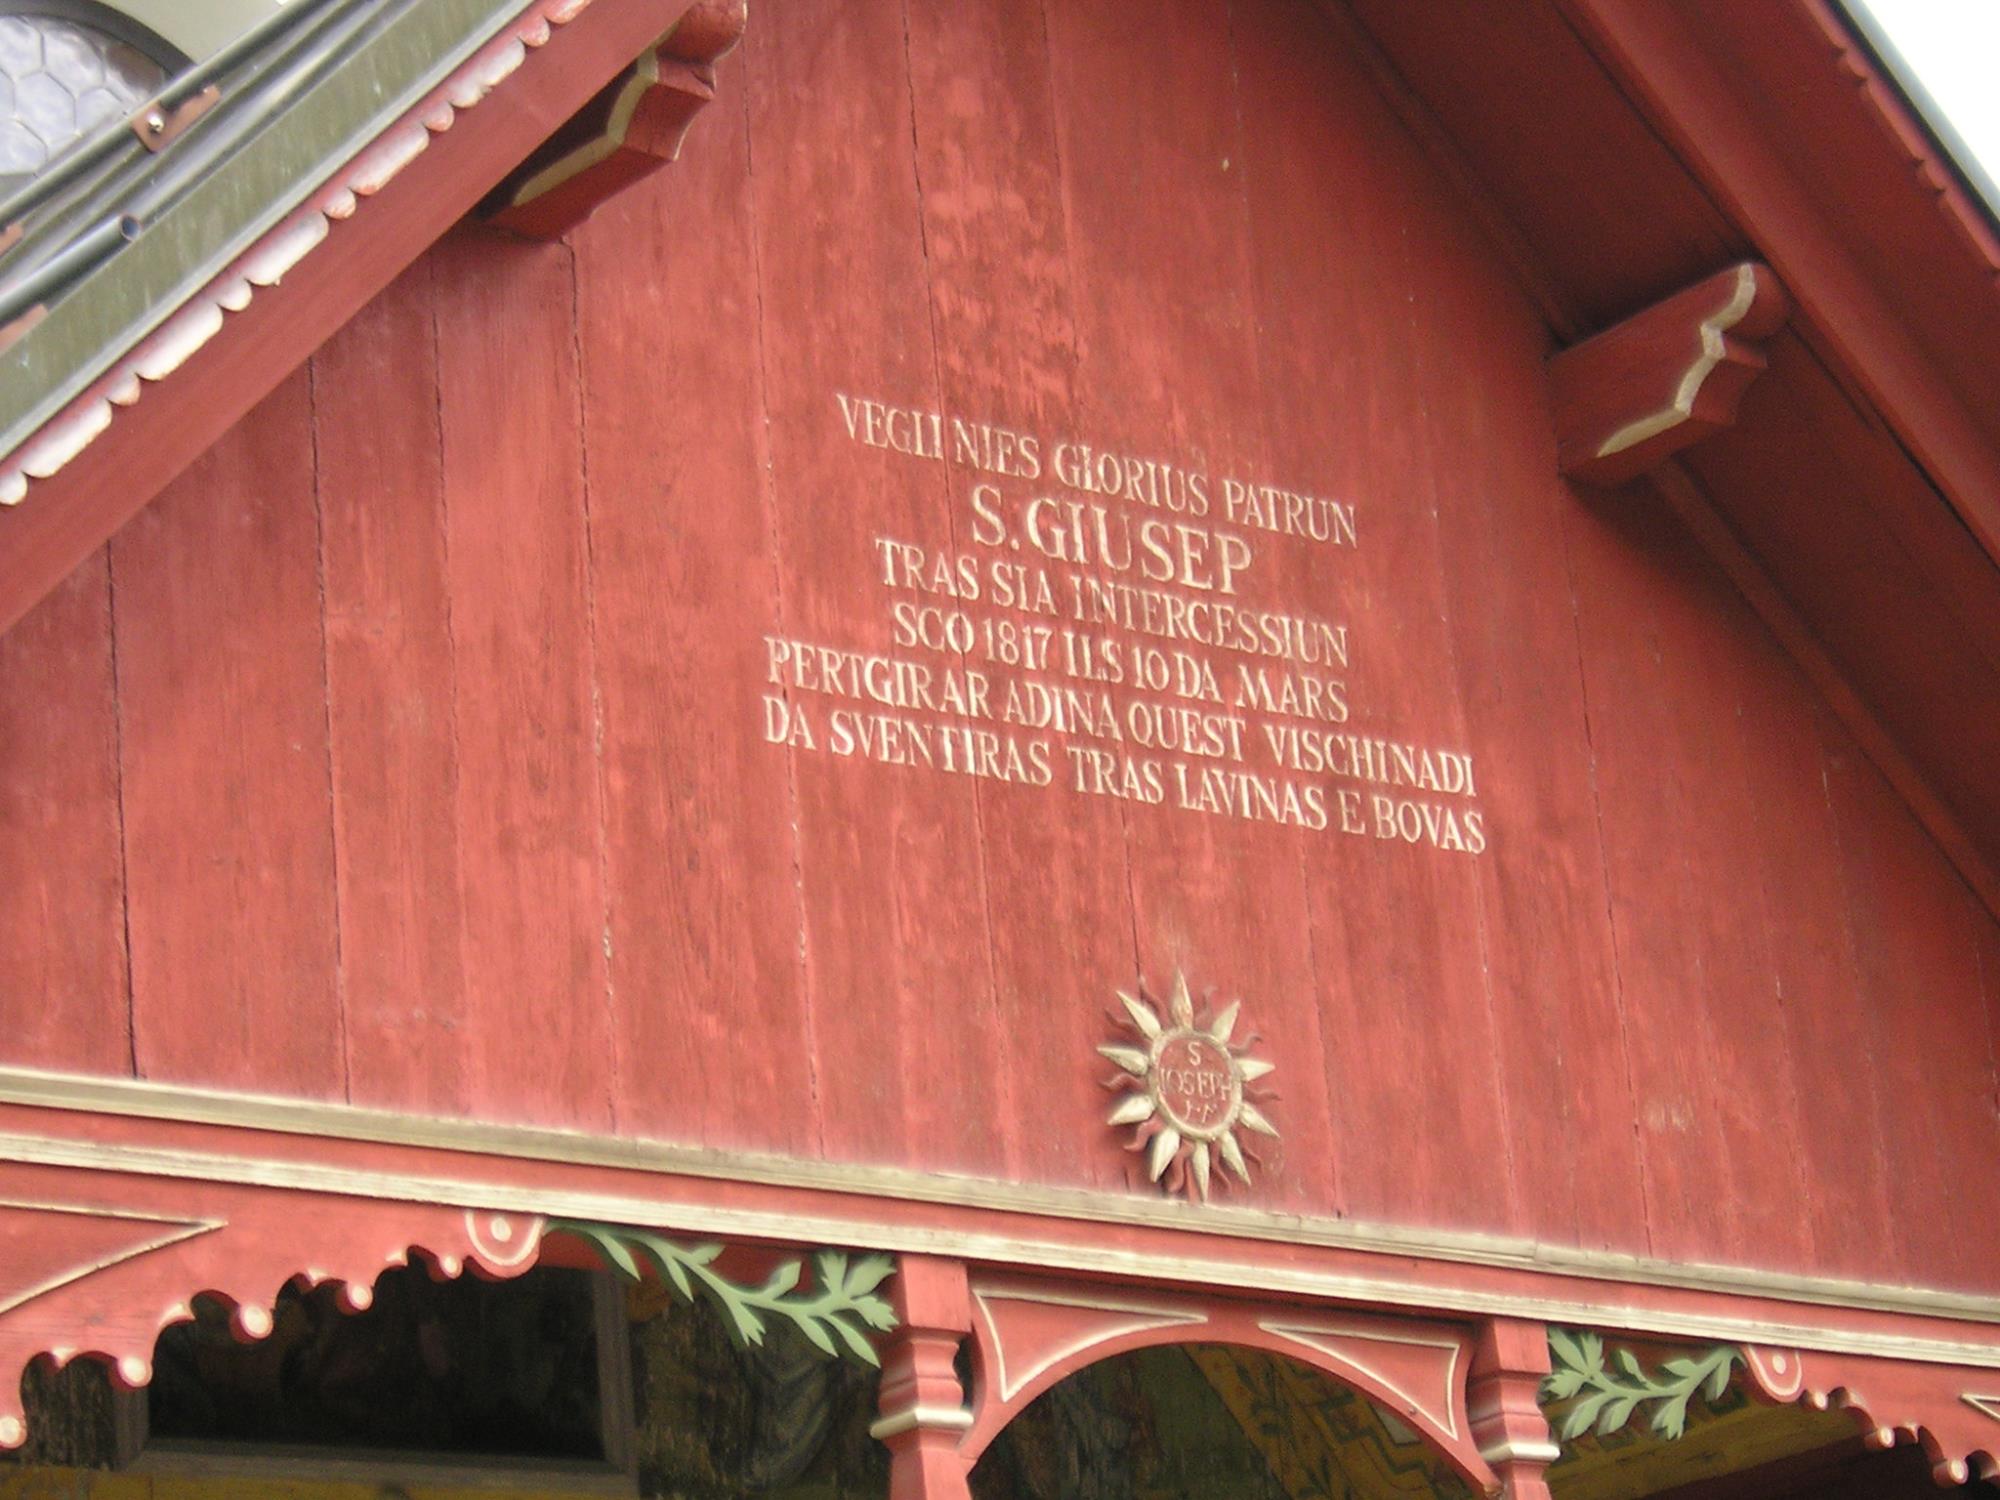 VEGLI NIES GLORIUS PATRUN
S. GIUSEP
TRAS SIA INTERCESSIUN
SCO 1817 ILS 10 DA MARS
PERTGIRAR ADINA QUEST VISCHINADI
DA SVENTIRAS TRAS LAVINAS E BOVAS
S
IOSEPH